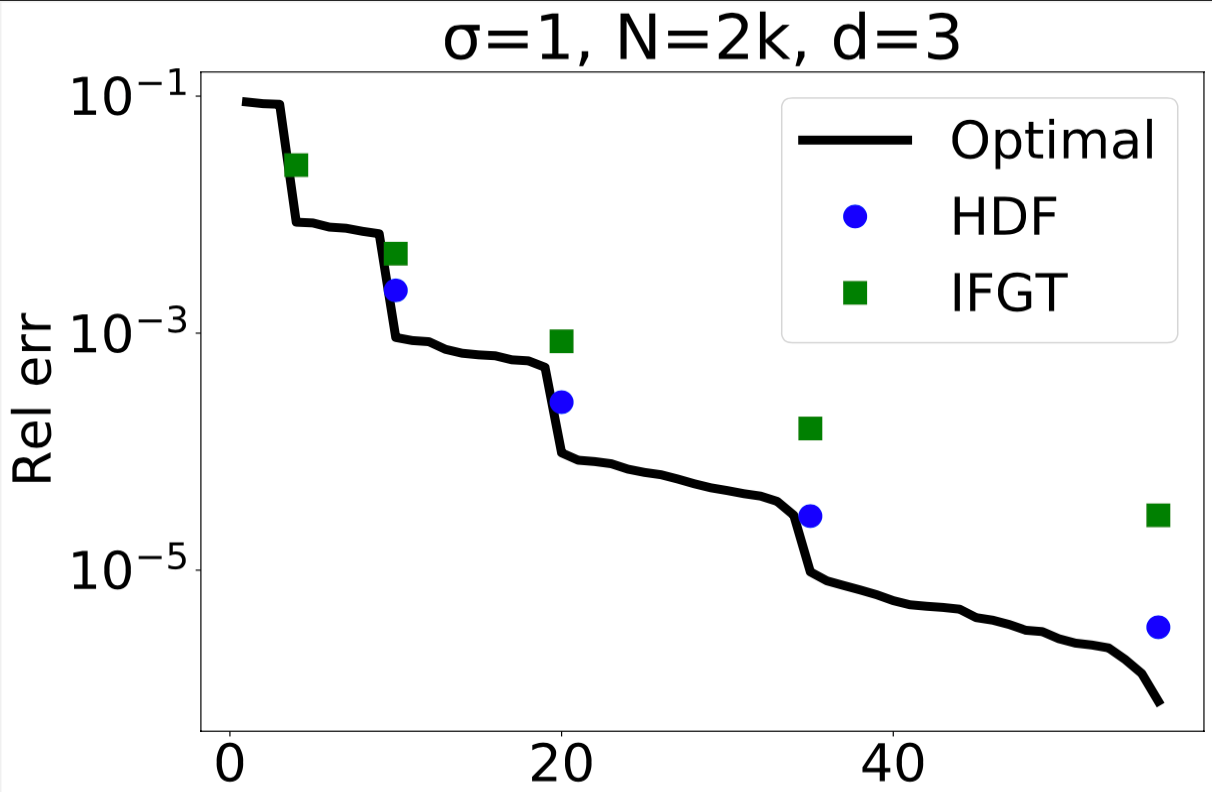 σ=1, N=2k, d=3
Rel err
10⁻¹
10⁻³
10⁻⁵
Optimal
HDF
IFGT
0 20 40